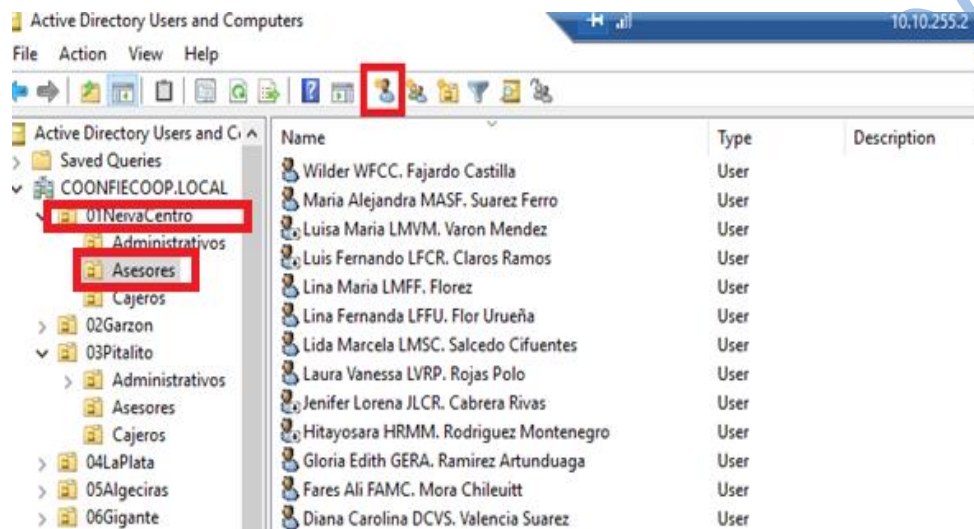 Active Directory Users and Computers
10.10.255.2
File Action View Help
Active Directory Users and C
Saved Queries
COONFIECOOP.LOCAL
01NeivaCentro
Administrativos
Asesores
Cajeros
02Garzon
03Pitalito
Administrativos
Asesores
Cajeros
04LaPlata
05Algeciras
06Gigante
Name Type Description
Wilder WFCC. Fajardo Castilla User
Maria Alejandra MASF. Suarez Ferro User
Luisa Maria LMVM. Varon Mendez User
Luis Fernando LFCR. Claros Ramos User
Lina Maria LMFF. Florez User
Lina Fernanda LFFU. Flor Urueña User
Lida Marcela LMSC. Salcedo Cifuentes User
Laura Vanessa LVRP. Rojas Polo User
Jenifer Lorena JLCR. Cabrera Rivas User
Hitayosara HRMM. Rodriguez Montenegro User
Gloria Edith GERA. Ramirez Artunduaga User
Fares Ali FAMC. Mora Chileuitt User
Diana Carolina DCVS. Valencia Suarez User